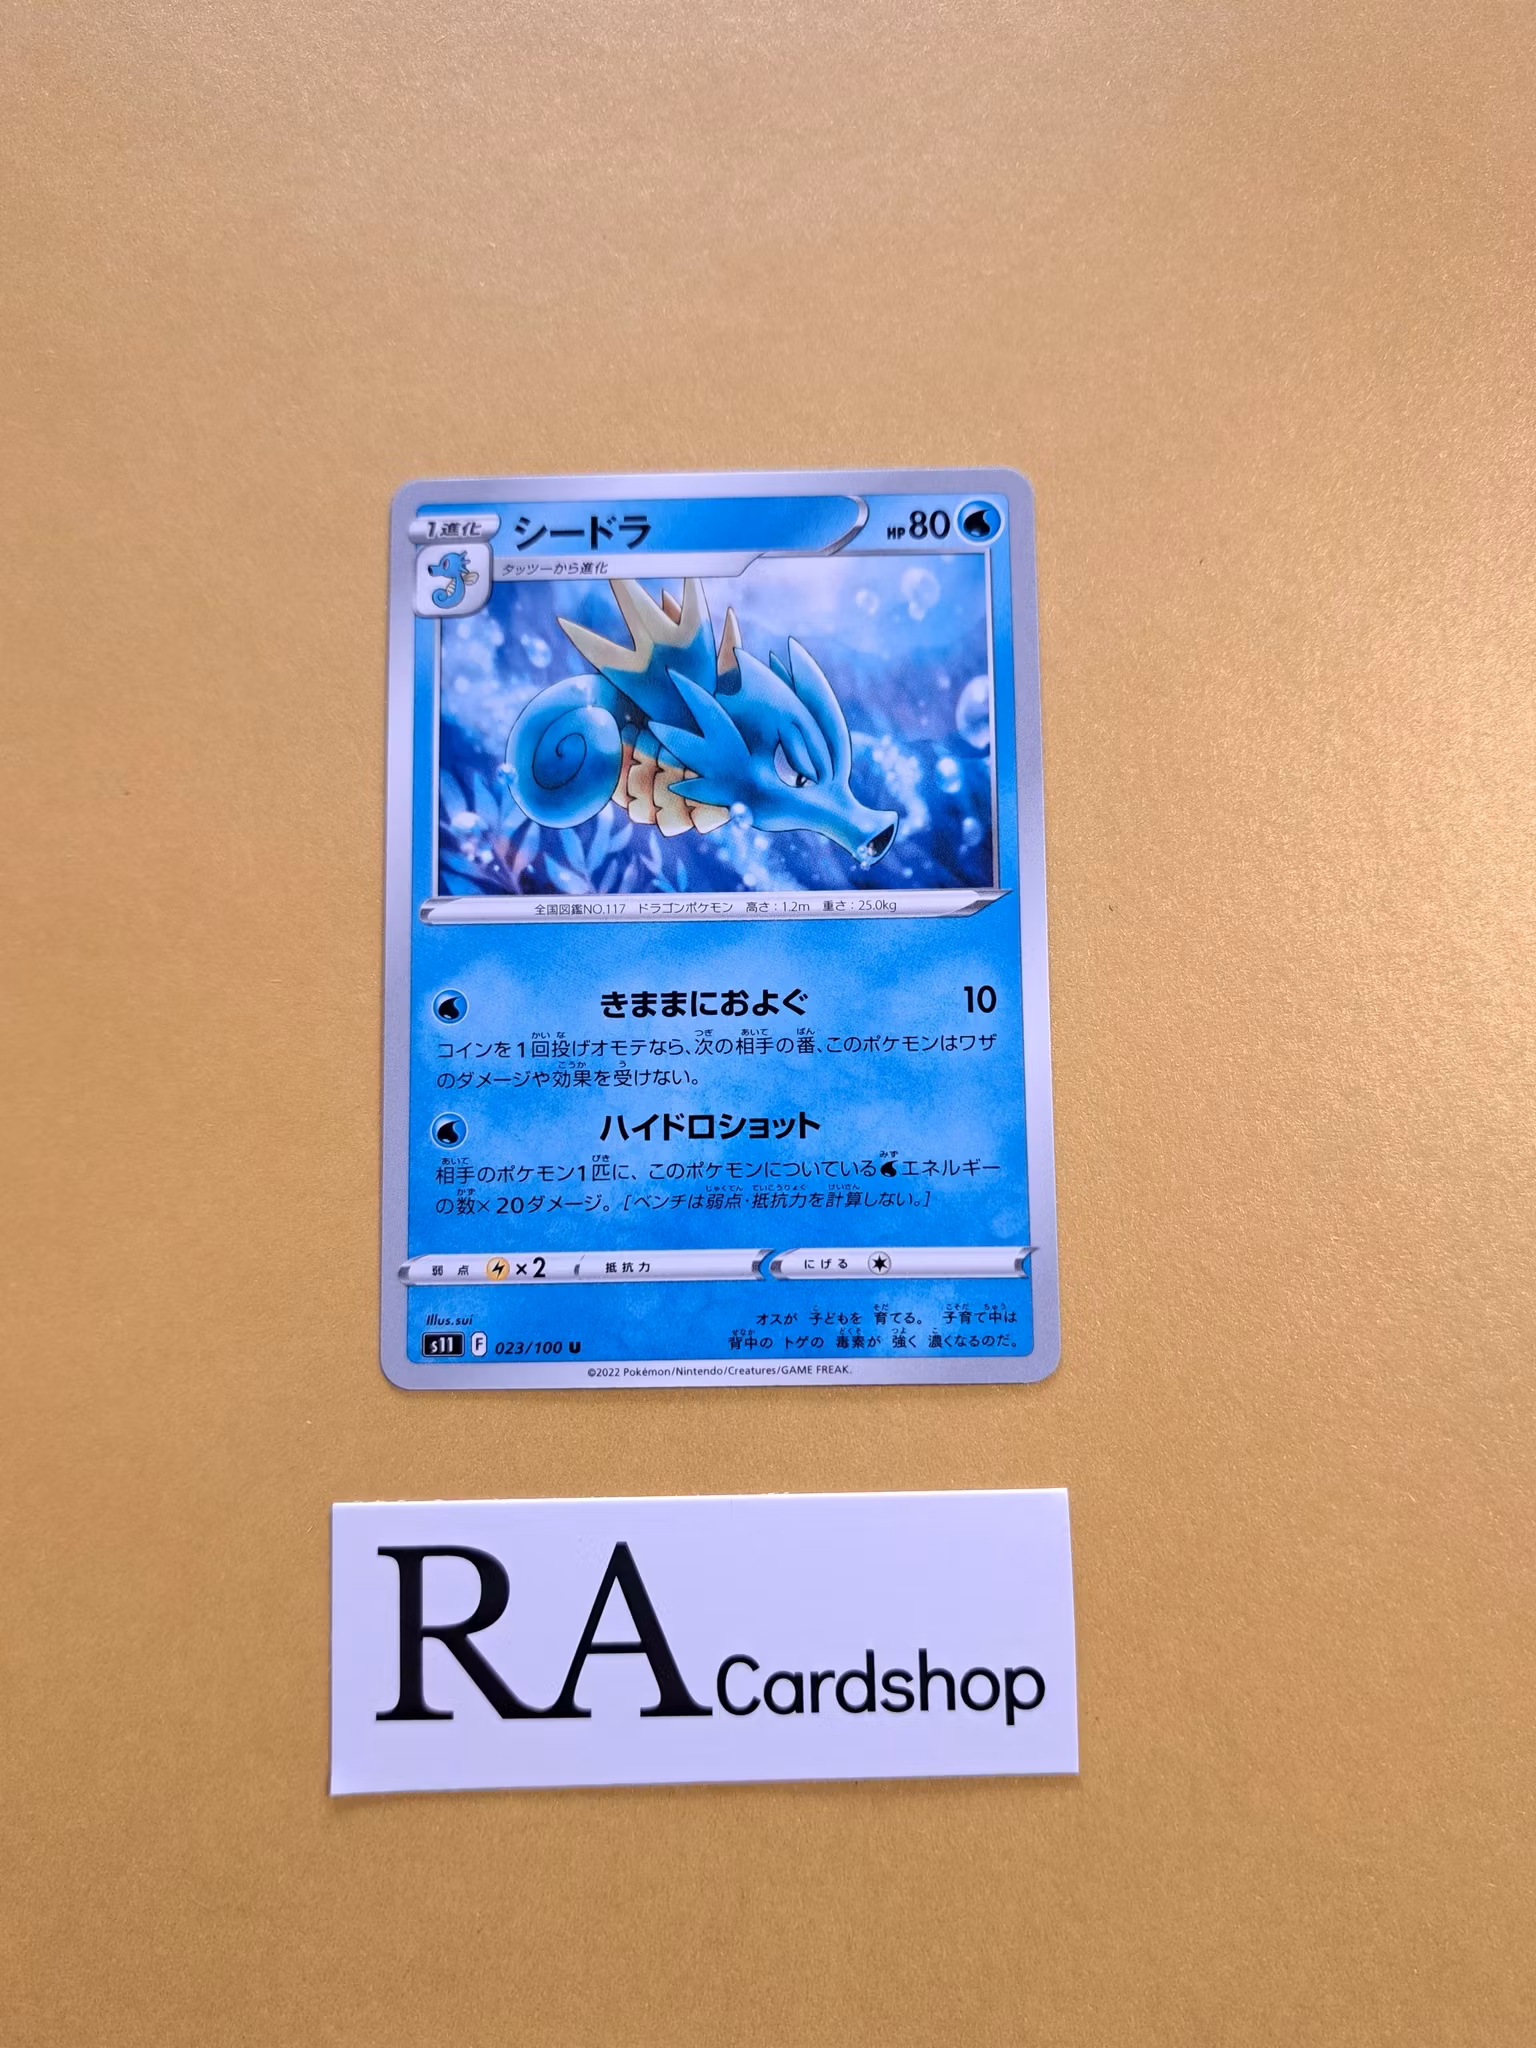 1進化 シードラ HP80
タッツーから進化
全国図鑑NO.117 ドラゴンポケモン 高さ：1.2m 重さ：25.0kg
きままにおよぐ 10
コインを1回投げオモテなら、次の相手の番、このポケモンはワザ
のダメージや効果を受けない。
ハイドロショット
相手のポケモン1匹に、このポケモンについているエネルギー
の数×20ダメージ。［ベンチは弱点・抵抗力を計算しない。］
弱点 ×2 抵抗力 にげる
Illus.sui
オスが 子どもを 育てる。 子育て中は
背中の トゲの 毒素が 強く 濃くなるのだ。
s11 F 023/100 U
©2022 Pokémon/Nintendo/Creatures/GAME FREAK.
RA Cardshop